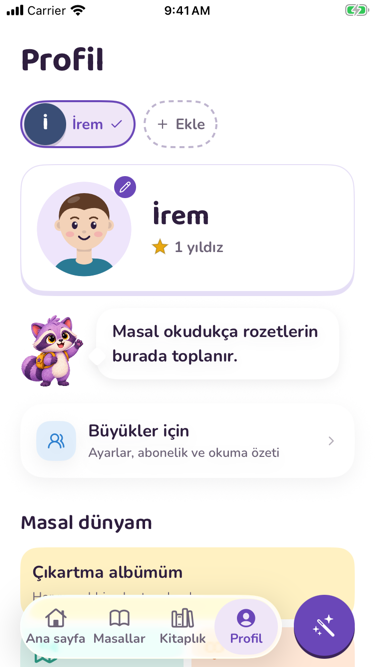 Carrier 9:41 AM
Profil
i İrem Ekle
İrem
1 yıldız
Masal okudukça rozetlerin
burada toplanır.
Büyükler için
Ayarlar, abonelik ve okuma özeti
Masal dünyam
Çıkartma albümüm
Ana sayfa Masallar Kitaplık Profil